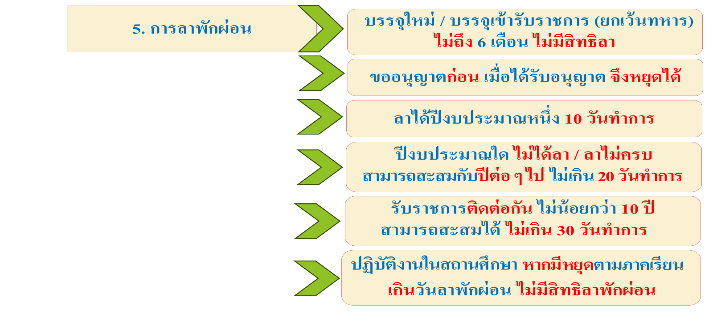 5. การลาพักผ่อน
บรรจุใหม่ / บรรจุเข้ารับราชการ (ยกเว้นทหาร)
ไม่ถึง 6 เดือน ไม่มีสิทธิลา
ขออนุญาตก่อน เมื่อได้รับอนุญาต จึงหยุดได้
ลาได้ปีงบประมาณหนึ่ง 10 วันทำการ
ปีงบประมาณใด ไม่ได้ลา / ลาไม่ครบ
สามารถสะสมกับปีต่อ ๆ ไป ไม่เกิน 20 วันทำการ
รับราชการติดต่อกัน ไม่น้อยกว่า 10 ปี
สามารถสะสมได้ ไม่เกิน 30 วันทำการ
ปฏิบัติงานในสถานศึกษา หากมีหยุดตามภาคเรียน
เกินวันลาพักผ่อน ไม่มีสิทธิลาพักผ่อน